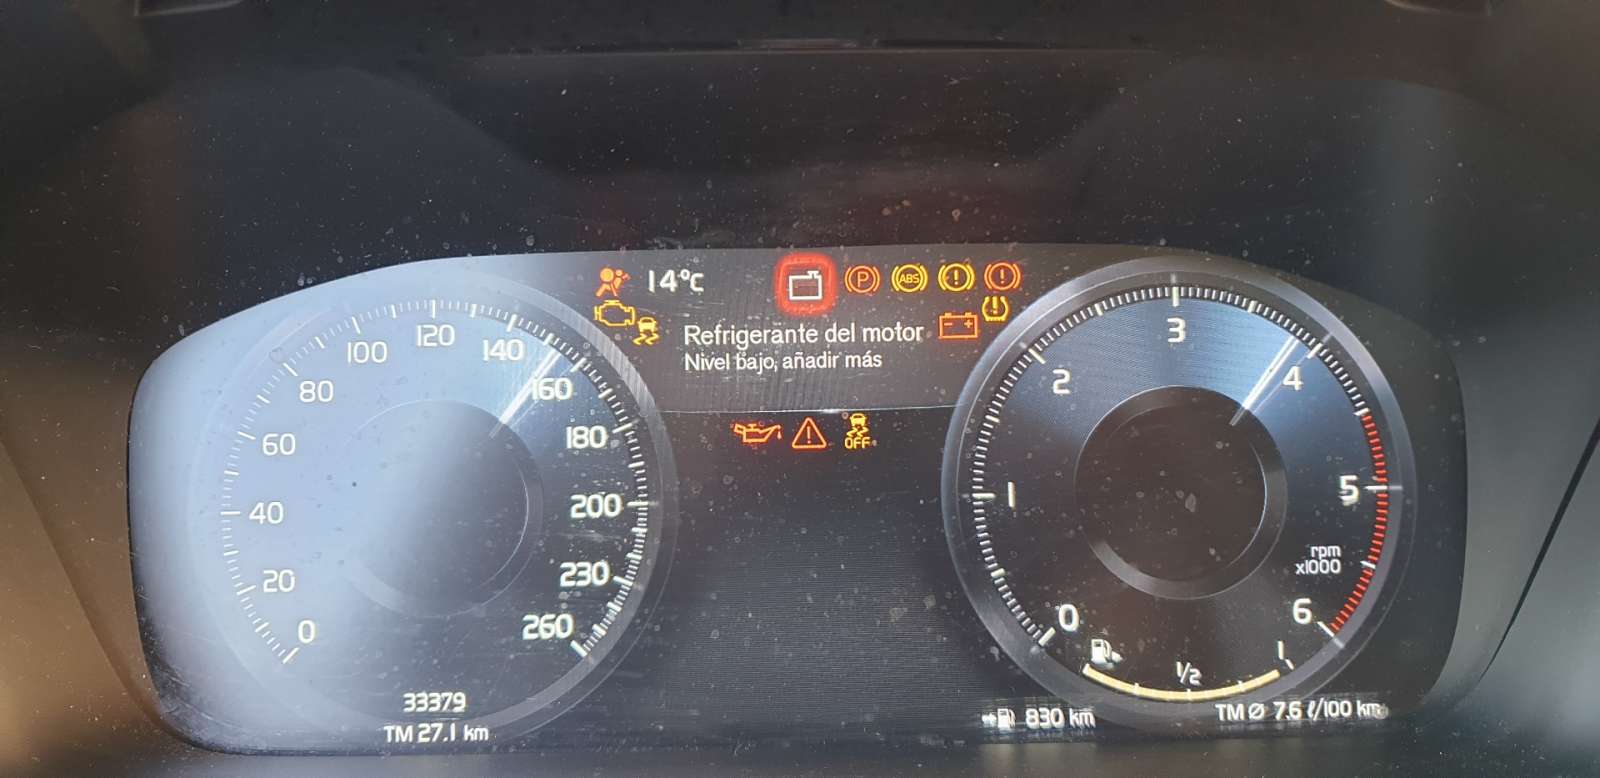 14°C
P
ABS
Refrigerante del motor
Nivel bajo, añadir más
OFF
0
20
40
60
80
100
120
140
160
180
200
230
260
33379
TM 27.1 km
0
1
2
3
4
5
6
rpm
x1000
1/2
1
830 km
TM Ø 7.6 ℓ/100 km